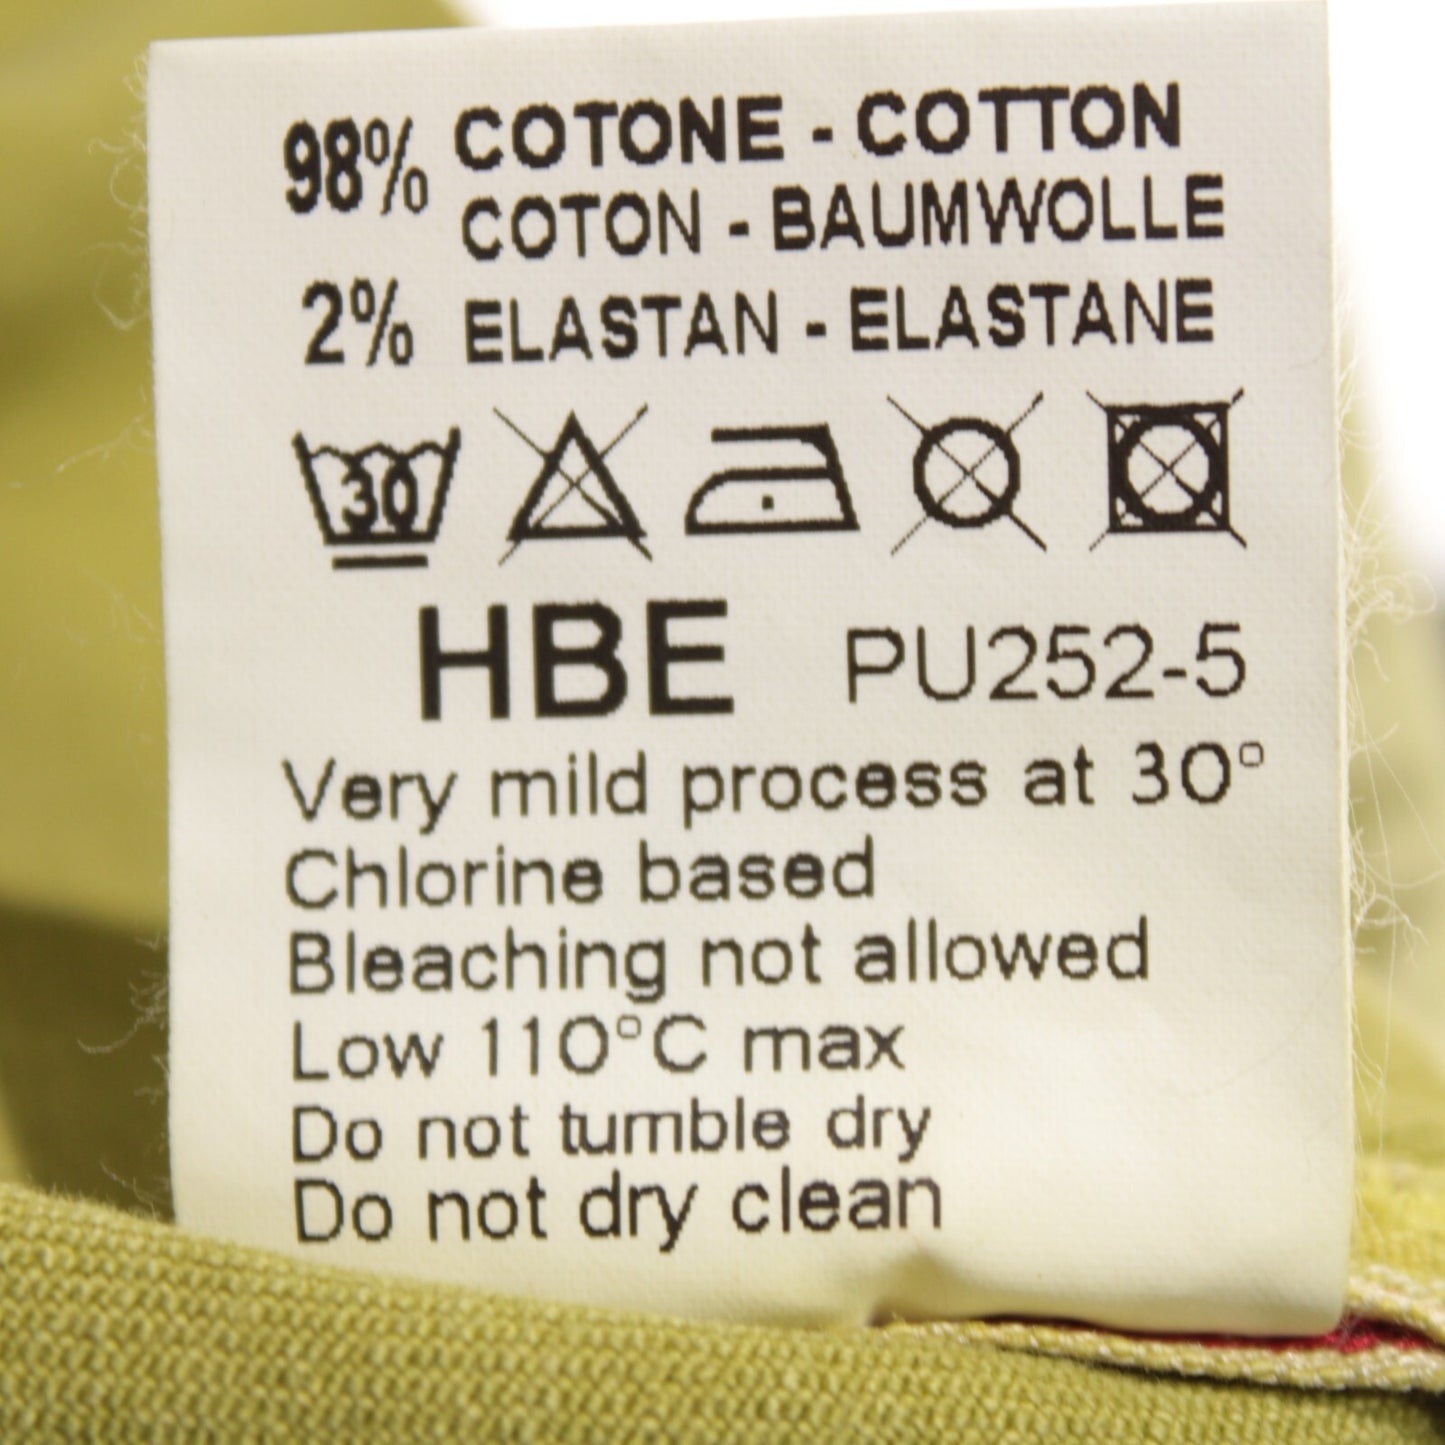 98% COTONE - COTTON
COTON - BAUMWOLLE
2% ELASTAN - ELASTANE
30
HBE PU252-5
Very mild process at 30°
Chlorine based
Bleaching not allowed
Low 110°C max
Do not tumble dry
Do not dry clean